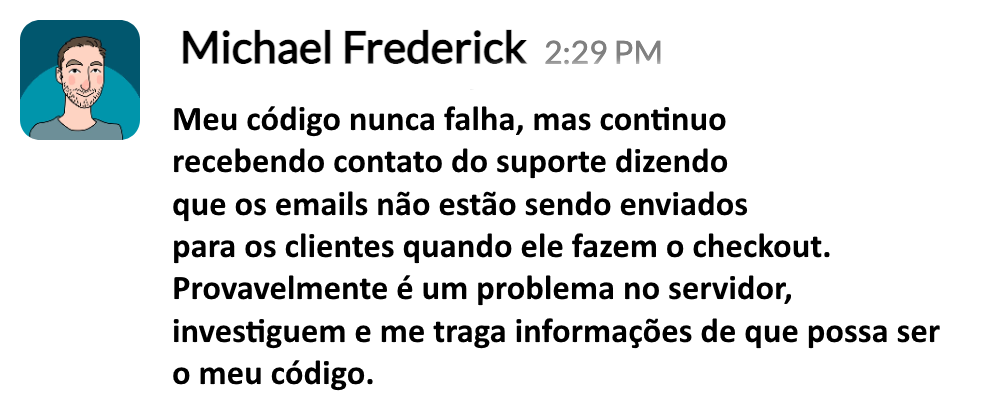 Michael Frederick 2:29 PM
Meu código nunca falha, mas continuo
recebendo contato do suporte dizendo
que os emails não estão sendo enviados
para os clientes quando ele fazem o checkout.
Provavelmente é um problema no servidor,
investiguem e me traga informações de que possa ser
o meu código.